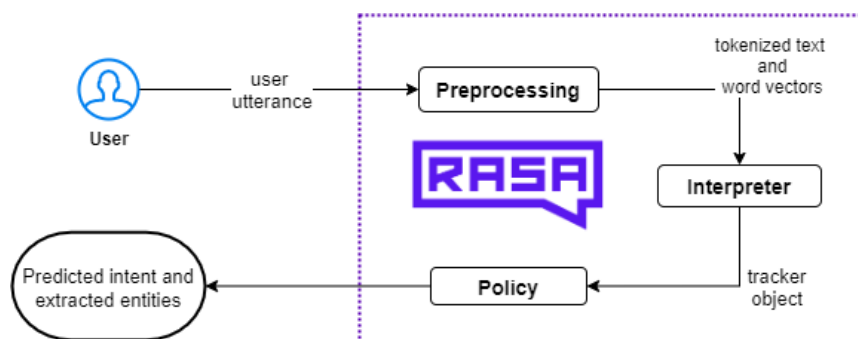 user
utterance
Preprocessing
tokenized text
and
word vectors
User
RASA
Interpreter
Predicted intent and
extracted entities
Policy
tracker
object